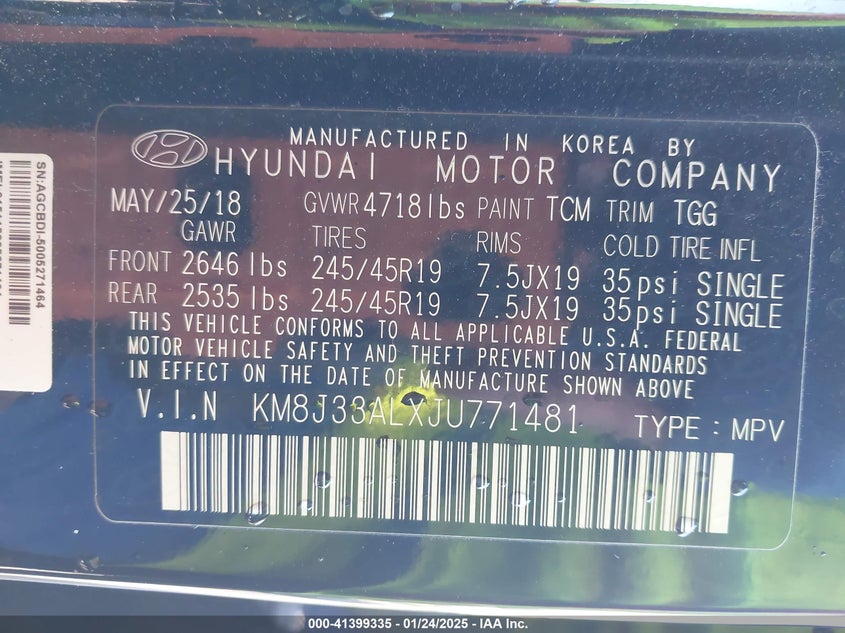 MANUFACTURED IN KOREA BY
HYUNDAI MOTOR COMPANY
MAY/25/18 GVWR 4718 lbs PAINT TCM TRIM TGG
GAWR TIRES RIMS COLD TIRE INFL
FRONT 2646 lbs 245/45R19 7.5JX19 35psi SINGLE
REAR 2535 lbs 245/45R19 7.5JX19 35psi SINGLE
THIS VEHICLE CONFORMS TO ALL APPLICABLE U.S.A. FEDERAL
MOTOR VEHICLE SAFETY AND THEFT PREVENTION STANDARDS
IN EFFECT ON THE DATE OF MANUFACTURE SHOWN ABOVE
V.I.N KM8J33ALXJU771481 TYPE : MPV
SN:AGCBDI-5005271464
000-41399335 - 01/24/2025 - IAA Inc.